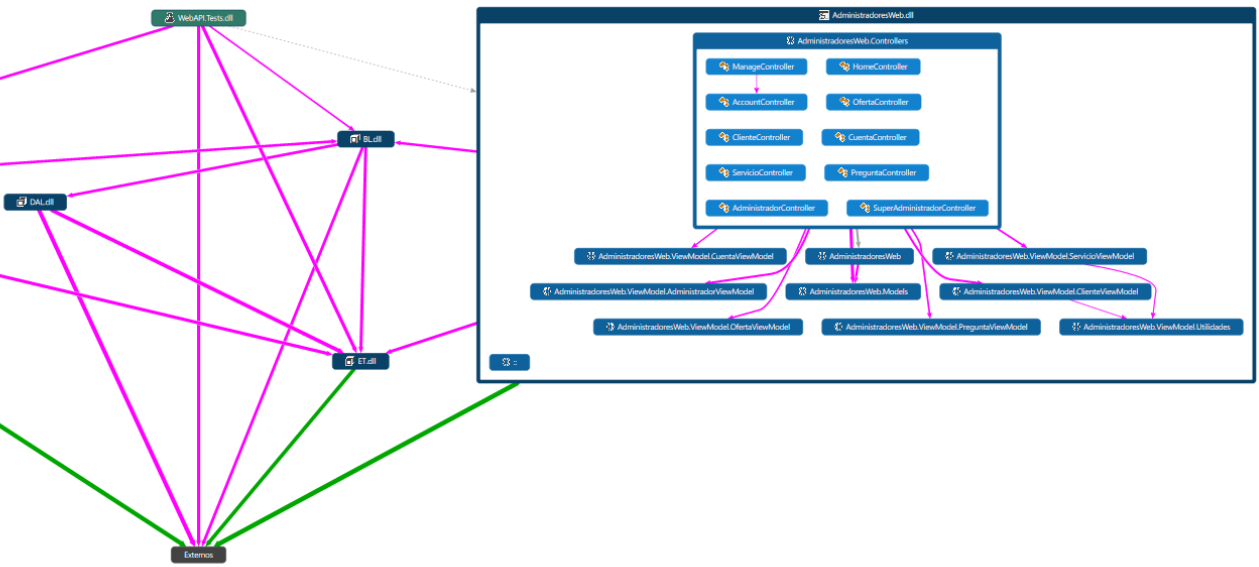 WebAPI.Tests.dll
AdministradoresWeb.dll
AdministradoresWeb.Controllers
ManageController
HomeController
AccountController
OfertaController
BL.dll
ClienteController
CuentaController
ServicioController
PreguntaController
DAL.dll
AdministradorController
SuperAdministradorController
AdministradoresWeb.ViewModel.CuentaViewModel
AdministradoresWeb
AdministradoresWeb.ViewModel.ServicioViewModel
AdministradoresWeb.ViewModel.AdministradorViewModel
AdministradoresWeb.Models
AdministradoresWeb.ViewModel.ClienteViewModel
AdministradoresWeb.ViewModel.OfertaViewModel
AdministradoresWeb.ViewModel.PreguntaViewModel
AdministradoresWeb.ViewModel.Utilidades
ET.dll
::
Externos